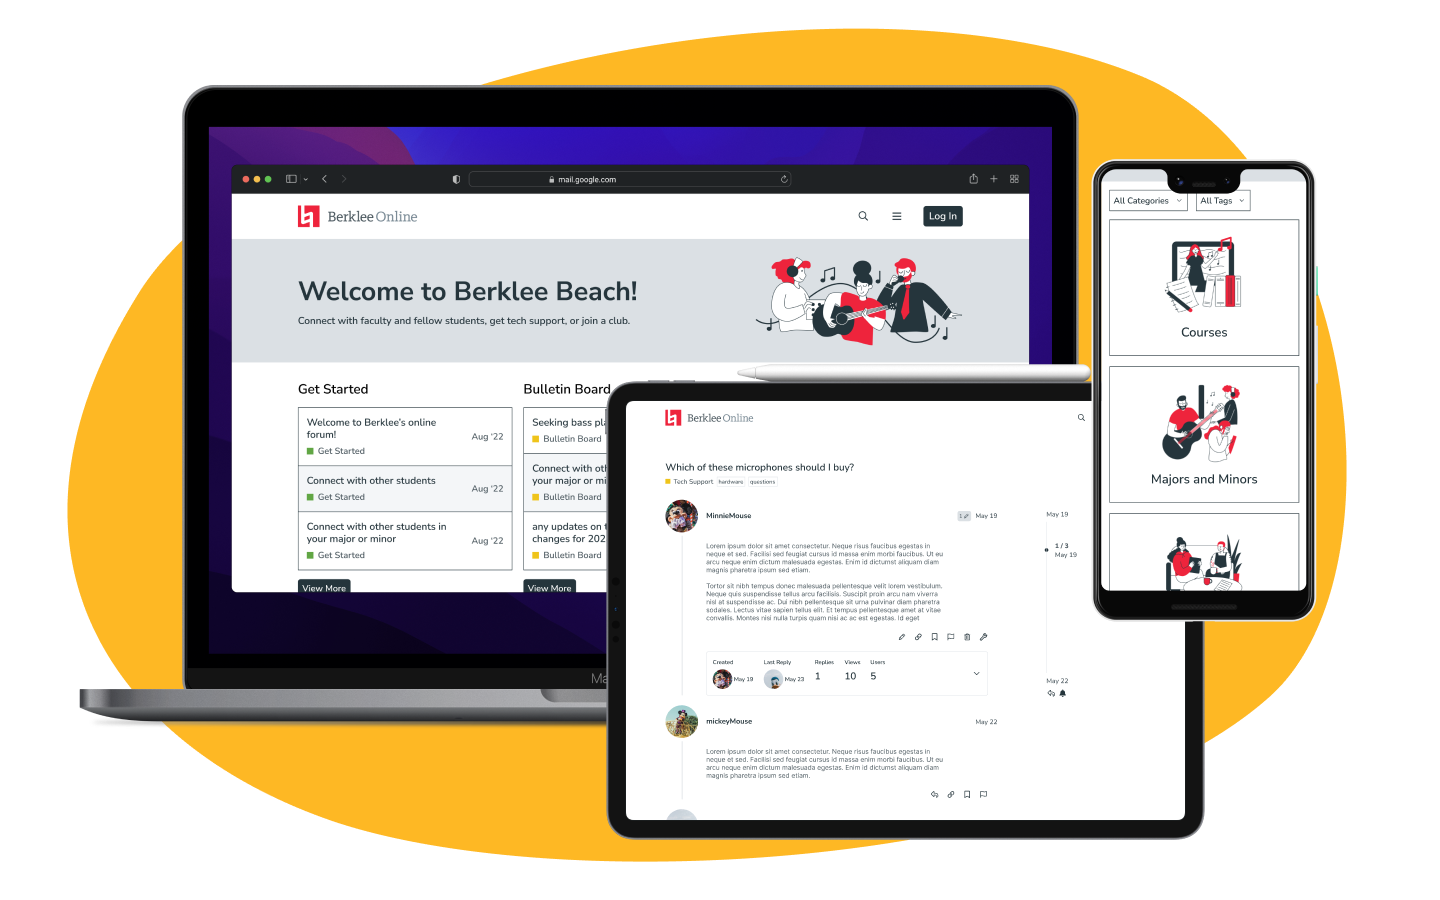 mail.google.com
Berklee Online
Log In
Welcome to Berklee Beach!
Connect with faculty and fellow students, get tech support, or join a club.
Get Started
Welcome to Berklee's online
forum!
Get Started
Aug '22
Connect with other students
Get Started
Aug '22
Connect with other students in
your major or minor
Get Started
Aug '22
View More
Bulletin Board
Seeking bass
Bulletin Board
Connect with
your major or
Bulletin Board
any updates on
changes for
Bulletin Board
View More
Berklee Online
Which of these microphones should I buy?
Tech Support hardware questions
MinnieMouse
1
May 19
Lorem ipsum dolor sit amet consectetur. Neque risus faucibus egestas in
neque et sed. Facilisi sed feugiat cursus id massa enim morbi faucibus. Ut eu
arcu neque enim dictum malesuada egestas. Enim id dictumst aliquam diam
magnis pharetra ipsum sed etiam.
Tortor sit nibh tempus donec malesuada pellentesque velit lorem vestibulum.
Neque quis suspendisse tellus arcu facilisis. Suscipit proin arcu nam viverra
nisl at suspendisse ac. Dui nibh pellentesque sit urna pulvinar diam pharetra
sodales. Lectus vitae sapien tellus elit. Et tempus pellentesque amet at vitae
convallis. Montes nisi nulla turpis quam nisi ac ac est egestas. Id eget
Created
May 19
Last Reply
May 23
Replies
1
Views
10
Users
5
mickeyMouse
May 22
Lorem ipsum dolor sit amet consectetur. Neque risus faucibus egestas in
neque et sed. Facilisi sed feugiat cursus id massa enim morbi faucibus. Ut eu
arcu neque enim dictum malesuada egestas. Enim id dictumst aliquam diam
magnis pharetra ipsum sed etiam.
May 19
1 / 3
May 19
May 22
All Categories
All Tags
Courses
Majors and Minors